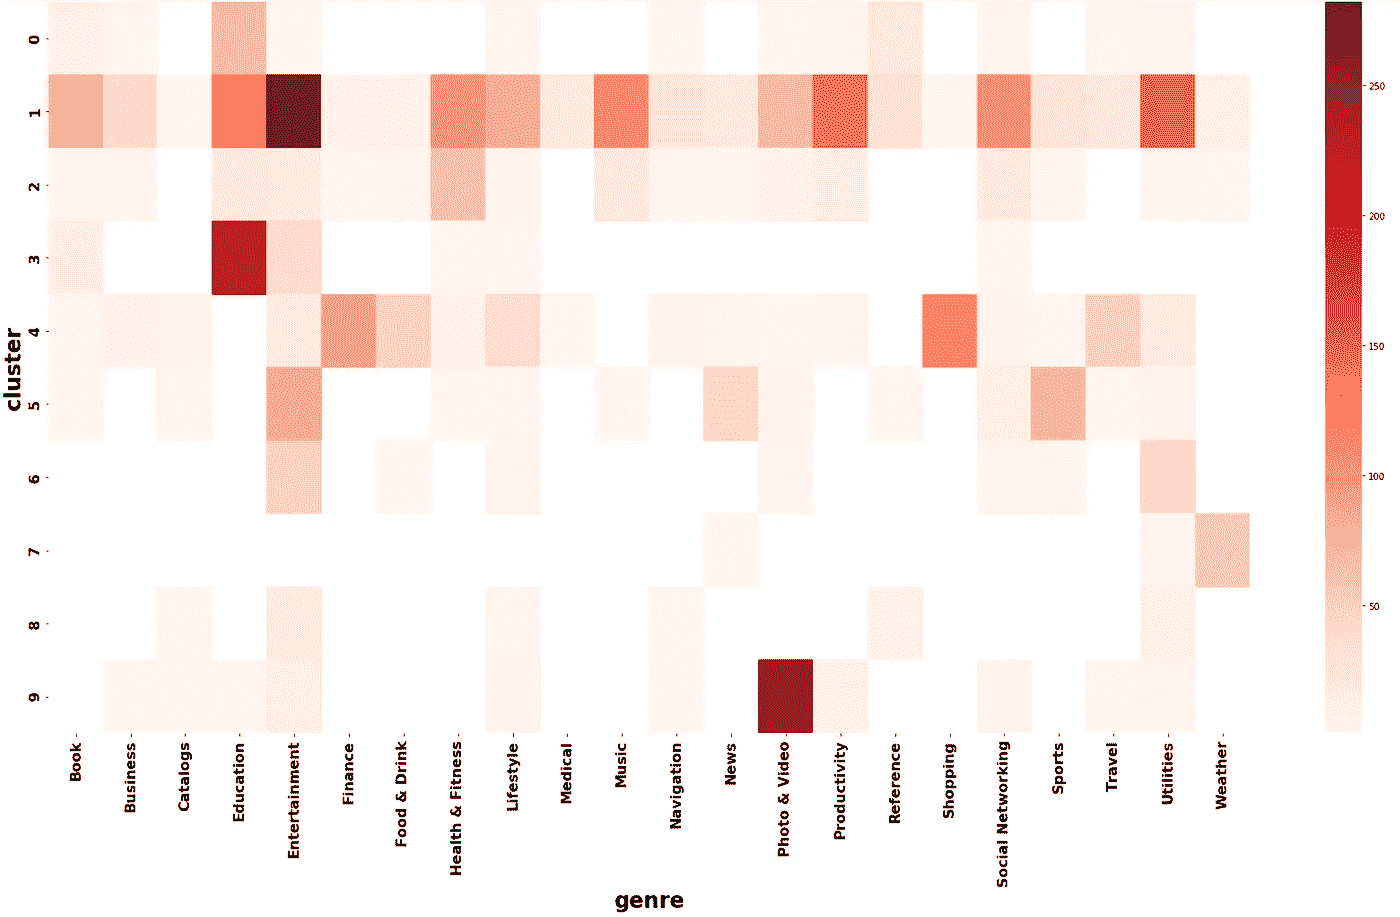 0
1
2
3
4
5
6
7
8
9
cluster
Book
Business
Catalogs
Education
Entertainment
Finance
Food & Drink
Health & Fitness
Lifestyle
Medical
Music
Navigation
News
Photo & Video
Productivity
Reference
Shopping
Social Networking
Sports
Travel
Utilities
Weather
genre
250
200
150
100
50